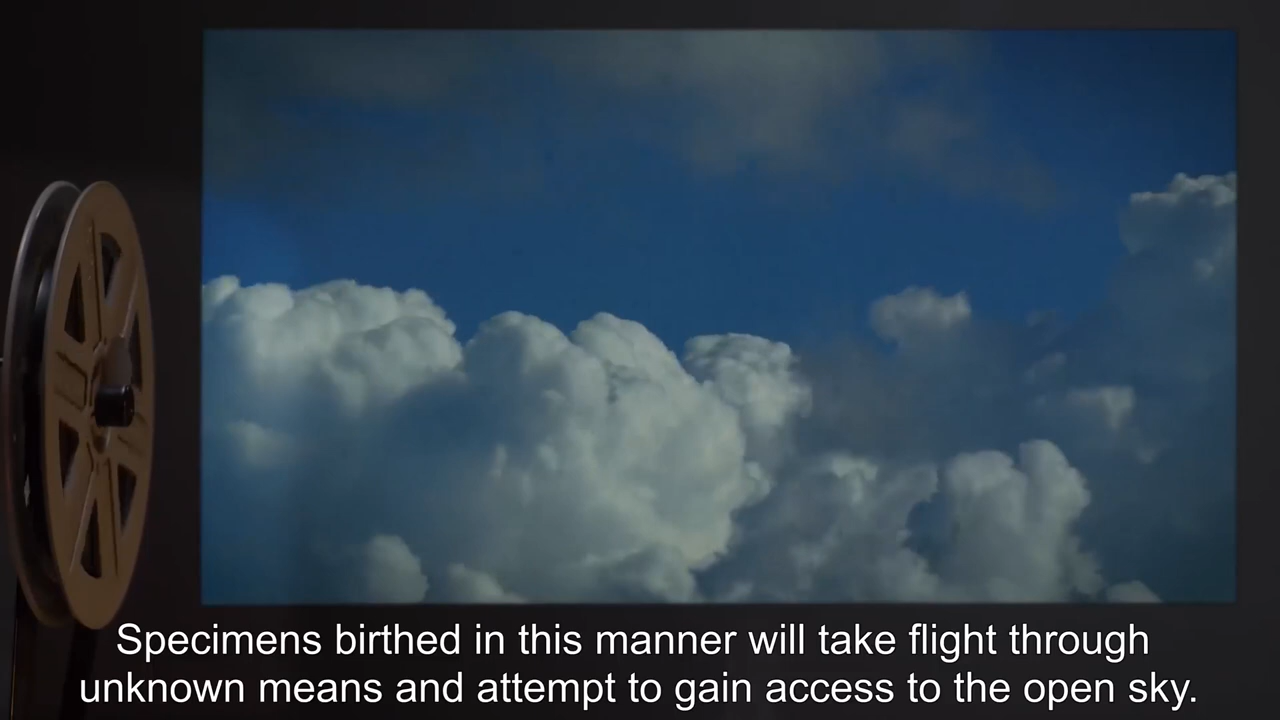 Specimens birthed in this manner will take flight through
unknown means and attempt to gain access to the open sky.